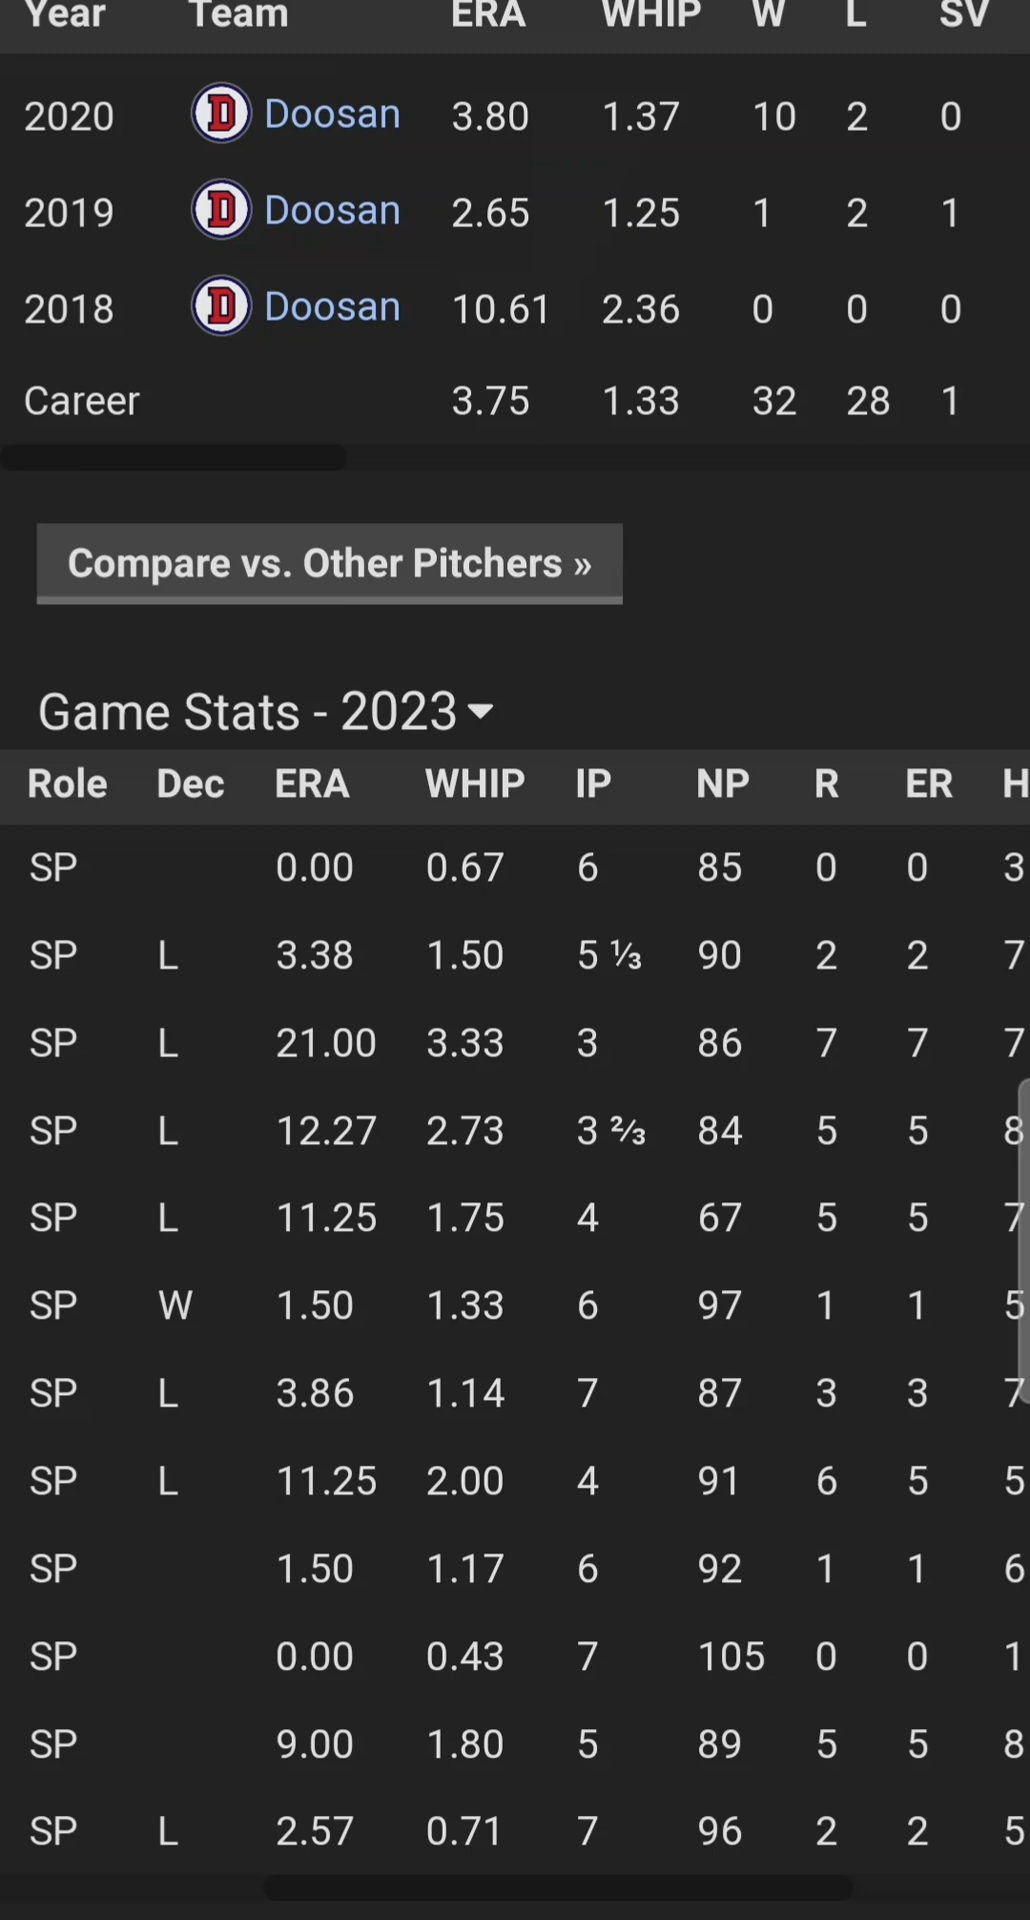 Year Team ERA WHIP W L SV
2020 D Doosan 3.80 1.37 10 2 0
2019 D Doosan 2.65 1.25 1 2 1
2018 D Doosan 10.61 2.36 0 0 0
Career 3.75 1.33 32 28 1
Compare vs. Other Pitchers »
Game Stats - 2023
Role Dec ERA WHIP IP NP R ER H
SP 0.00 0.67 6 85 0 0 3
SP L 3.38 1.50 5 ⅓ 90 2 2 7
SP L 21.00 3.33 3 86 7 7 7
SP L 12.27 2.73 3 ⅔ 84 5 5 8
SP L 11.25 1.75 4 67 5 5 7
SP W 1.50 1.33 6 97 1 1 5
SP L 3.86 1.14 7 87 3 3 7
SP L 11.25 2.00 4 91 6 5 5
SP 1.50 1.17 6 92 1 1 6
SP 0.00 0.43 7 105 0 0 1
SP 9.00 1.80 5 89 5 5 8
SP L 2.57 0.71 7 96 2 2 5